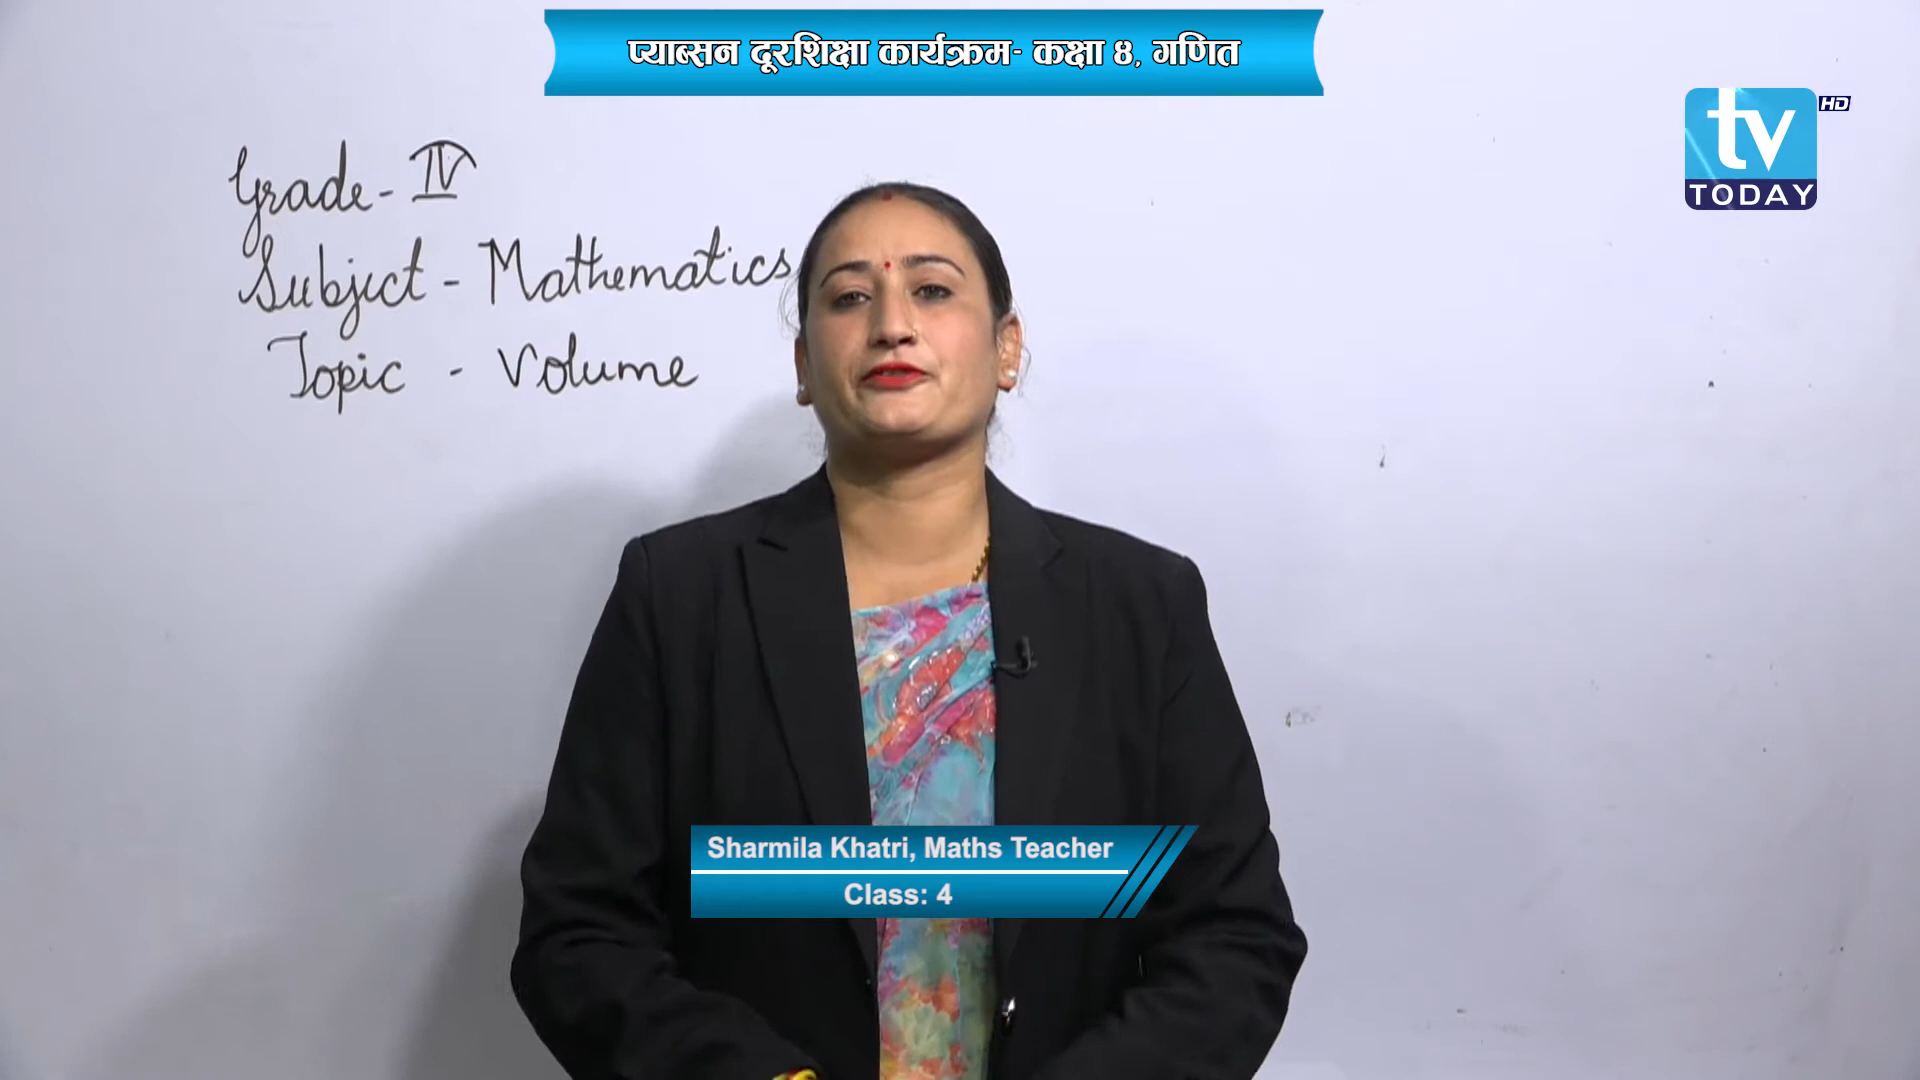 प्याब्सन दूरशिक्षा कार्यक्रम- कक्षा ४, गणित
tv HD
TODAY
Grade - IV
Subject - Mathematics
Topic - Volume
Sharmila Khatri, Maths Teacher
Class: 4